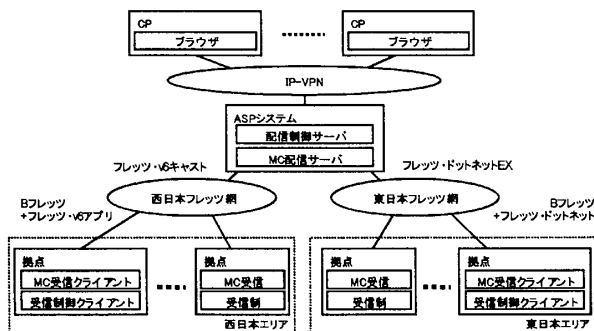 CP
ブラウザ
CP
ブラウザ
IP-VPN
ASPシステム
配信制御サーバ
MC配信サーバ
フレッツ・v6キャスト
フレッツ・ドットネットEX
西日本フレッツ網
東日本フレッツ網
Bフレッツ
+フレッツ・v6アプリ
Bフレッツ
+フレッツ・ドットネット
拠点
MC受信クライアント
受信制御クライアント
拠点
MC受信
受信制
西日本エリア
拠点
MC受信
受信制
拠点
MC受信クライアント
受信制御クライアント
東日本エリア